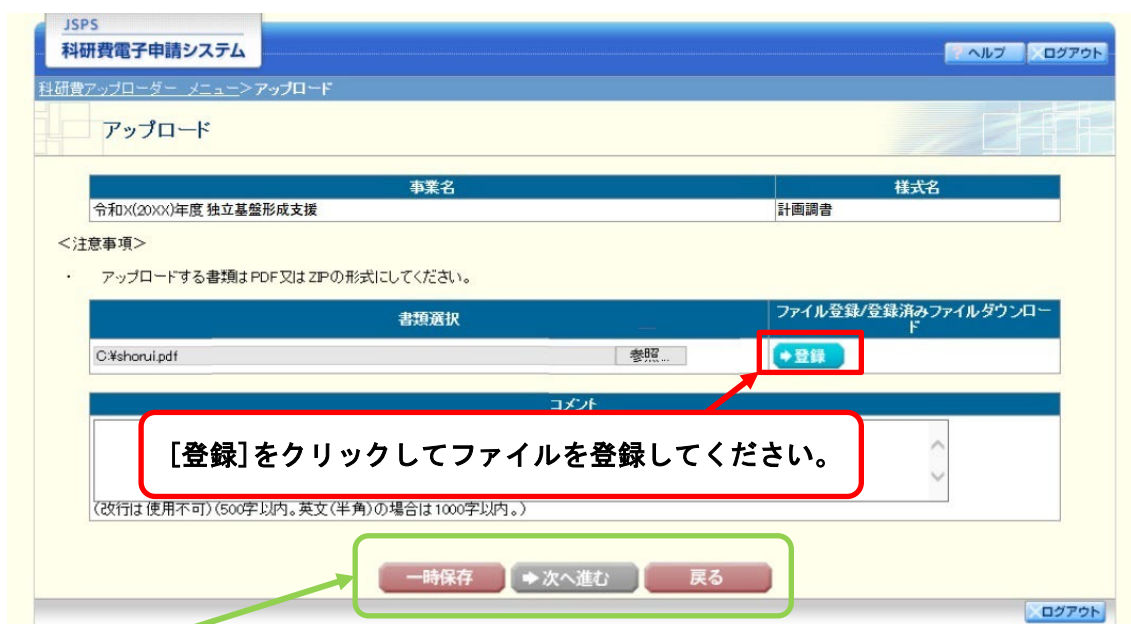 JSPS
科研費電子申請システム
? ヘルプ
ログアウト
科研費アップローダー メニュー>アップロード
アップロード
事業名
様式名
令和X(20XX)年度 独立基盤形成支援
計画調書
<注意事項>
・ アップロードする書類はPDF又はZIPの形式にしてください。
書類選択
ファイル登録/登録済みファイルダウンロー
ド
C:¥shorui.pdf
参照...
登録
コメント
[登録]をクリックしてファイルを登録してください。
(改行は使用不可)(500字以内。英文(半角)の場合は1000字以内。)
一時保存
次へ進む
戻る
ログアウト